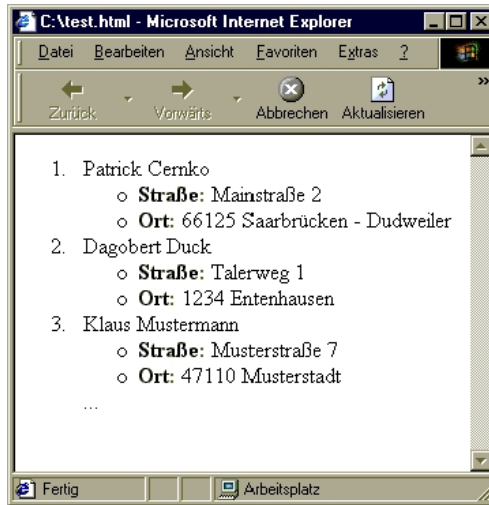 C:\test.html - Microsoft Internet Explorer
Datei Bearbeiten Ansicht Favoriten Extras ?
Zurück Vorwärts Abbrechen Aktualisieren »
1. Patrick Cernko
o Straße: Mainstraße 2
o Ort: 66125 Saarbrücken - Dudweiler
2. Dagobert Duck
o Straße: Talerweg 1
o Ort: 1234 Entenhausen
3. Klaus Mustermann
o Straße: Musterstraße 7
o Ort: 47110 Musterstadt
...
Fertig Arbeitsplatz